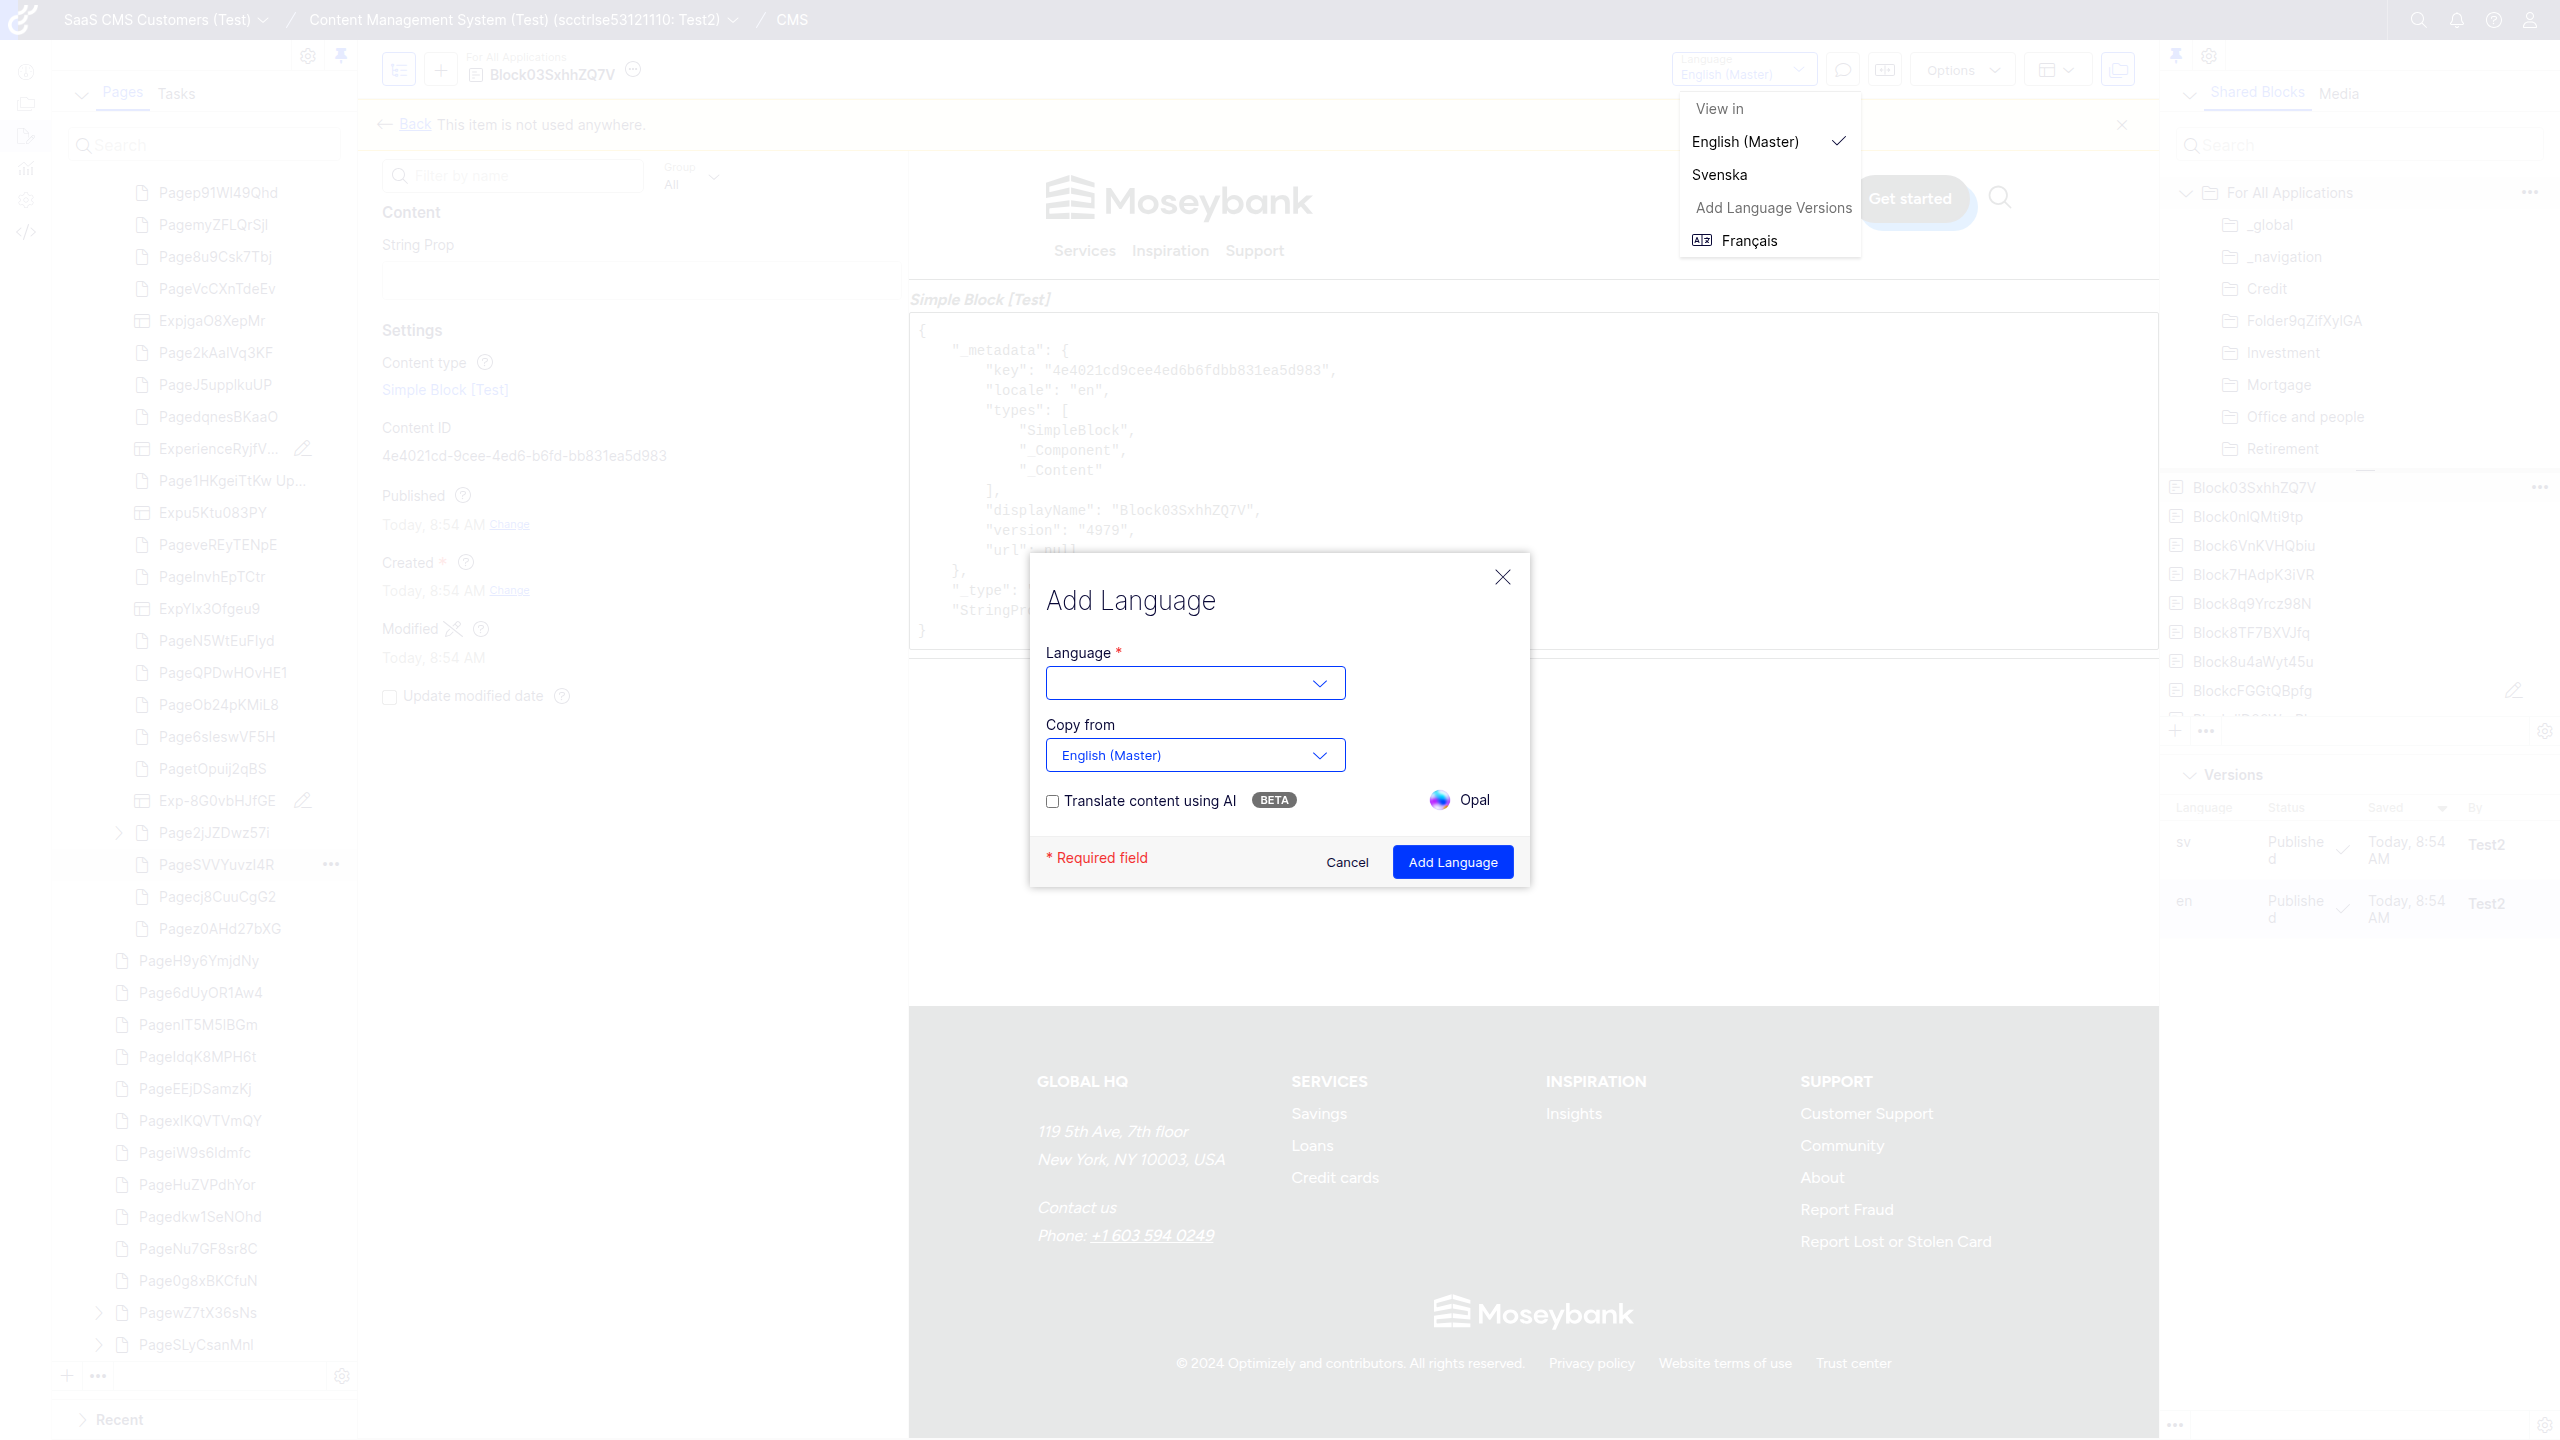 SaaS CMS Customers (Test) / Content Management System (Test) (scctrlse53121110: Test2) / CMS
Pages Tasks
Search
Pagep91Wl49Qhd
PagemyZFLQrSjl
Page8u9Csk7Tbj
PageVcCXnTdeEv
ExpjgaO8XepMr
Page2kAalVq3KF
PageJ5upplkuUP
PagedqnesBKaaO
ExperienceRyjfV...
Page1HKgeiTtKw Up...
Expu5Ktu083PY
PageveREyTENpE
PageInvhEpTCtr
ExpYlx3Ofgeu9
PageN5WtEuFlyd
PageQPDwHOvHE1
PageOb24pKMiL8
Page6sleswVF5H
PagetOpuij2qBS
Exp-8G0vbHJfGE
Page2jJZDwz57i
PageSVVYuvzI4R
Pagecj8CuuCgG2
Pagez0AHd27bXG
PageH9y6YmjdNy
Page6dUyOR1Aw4
PagenlT5M5lBGm
PageIdqK8MPH6t
PageEEjDSamzKj
PagexIKQVTVmQY
PageiW9s6Idmfc
PageHuZVPdhYor
Pagedkw1SeNOhd
PageNu7GF8sr8C
Page0g8xBKCfuN
PagewZ7tX36sNs
PageSLyCsanMnl
Recent
For All Applications
Block03SxhhZQ7V
Language
English (Master)
Options
Back This item is not used anywhere.
Filter by name
Group
All
Content
String Prop
Settings
Content type
Simple Block [Test]
Content ID
4e4021cd-9cee-4ed6-b6fd-bb831ea5d983
Published
Today, 8:54 AM Change
Created *
Today, 8:54 AM Change
Modified
Today, 8:54 AM
Update modified date
View in
English (Master)
Svenska
Add Language Versions
Français
Moseybank
Get started
Services Inspiration Support
Simple Block [Test]
{
"_metadata": {
"key": "4e4021cd9cee4ed6b6fdbb831ea5d983",
"locale": "en",
"types": [
"SimpleBlock",
"_Component",
"_Content"
],
"displayName": "Block03SxhhZQ7V",
"version": "4979",
"url": null
},
"_type":
"StringPr
}
Add Language
Language *
Copy from
English (Master)
Translate content using AI BETA Opal
* Required field Cancel Add Language
GLOBAL HQ
119 5th Ave, 7th floor
New York, NY 10003, USA
Contact us
Phone: +1 603 594 0249
SERVICES
Savings
Loans
Credit cards
INSPIRATION
Insights
SUPPORT
Customer Support
Community
About
Report Fraud
Report Lost or Stolen Card
Moseybank
© 2024 Optimizely and contributors. All rights reserved. Privacy policy Website terms of use Trust center
Shared Blocks Media
Search
For All Applications
_global
_navigation
Credit
Folder9qZifXylGA
Investment
Mortgage
Office and people
Retirement
Block03SxhhZQ7V
Block0nlQMti9tp
Block6VnKVHQbiu
Block7HAdpK3iVR
Block8q9Yrcz98N
Block8TF7BXVJfq
Block8u4aWyt45u
BlockcFGGtQBpfg
Versions
Language Status Saved By
sv Published Today, 8:54 AM Test2
en Published Today, 8:54 AM Test2